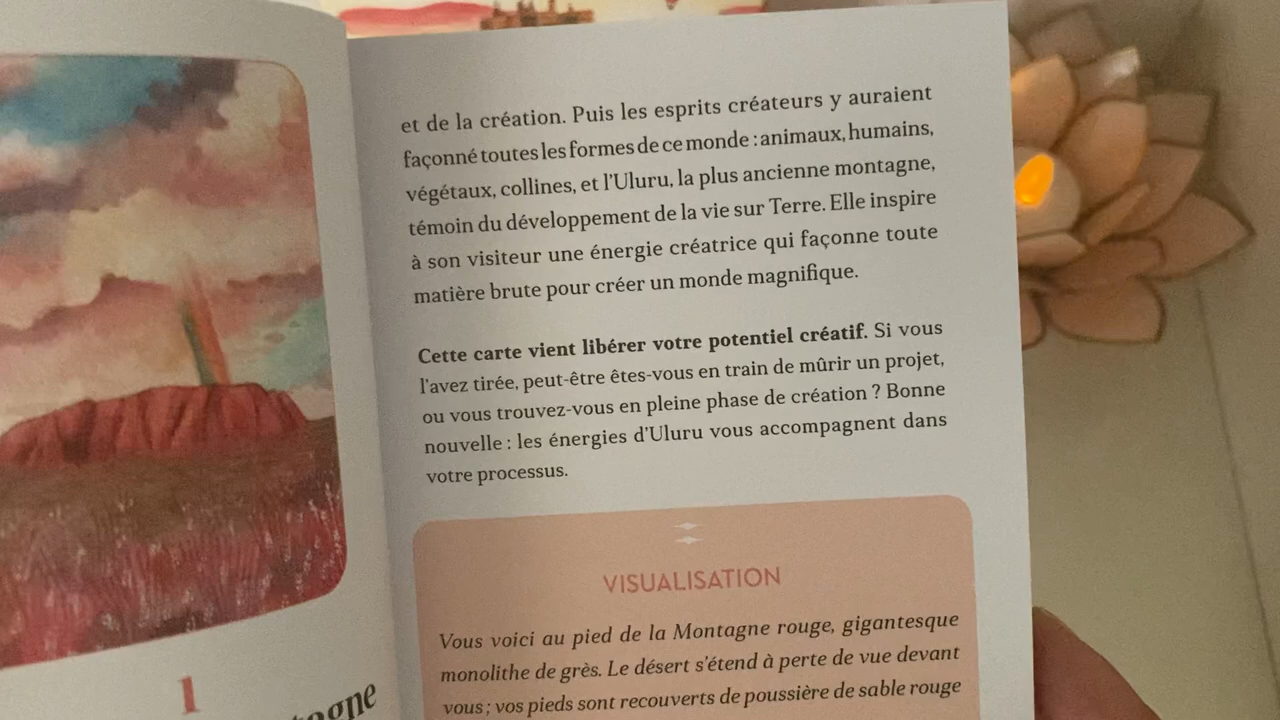 1
et de la création. Puis les esprits créateurs y auraient
façonné toutes les formes de ce monde : animaux, humains,
végétaux, collines, et l'Uluru, la plus ancienne montagne,
témoin du développement de la vie sur Terre. Elle inspire
à son visiteur une énergie créatrice qui façonne toute
matière brute pour créer un monde magnifique.
Cette carte vient libérer votre potentiel créatif. Si vous
l'avez tirée, peut-être êtes-vous en train de mûrir un projet,
ou vous trouvez-vous en pleine phase de création ? Bonne
nouvelle : les énergies d'Uluru vous accompagnent dans
votre processus.
VISUALISATION
Vous voici au pied de la Montagne rouge, gigantesque
monolithe de grès. Le désert s'étend à perte de vue devant
vous ; vos pieds sont recouverts de poussière de sable rouge